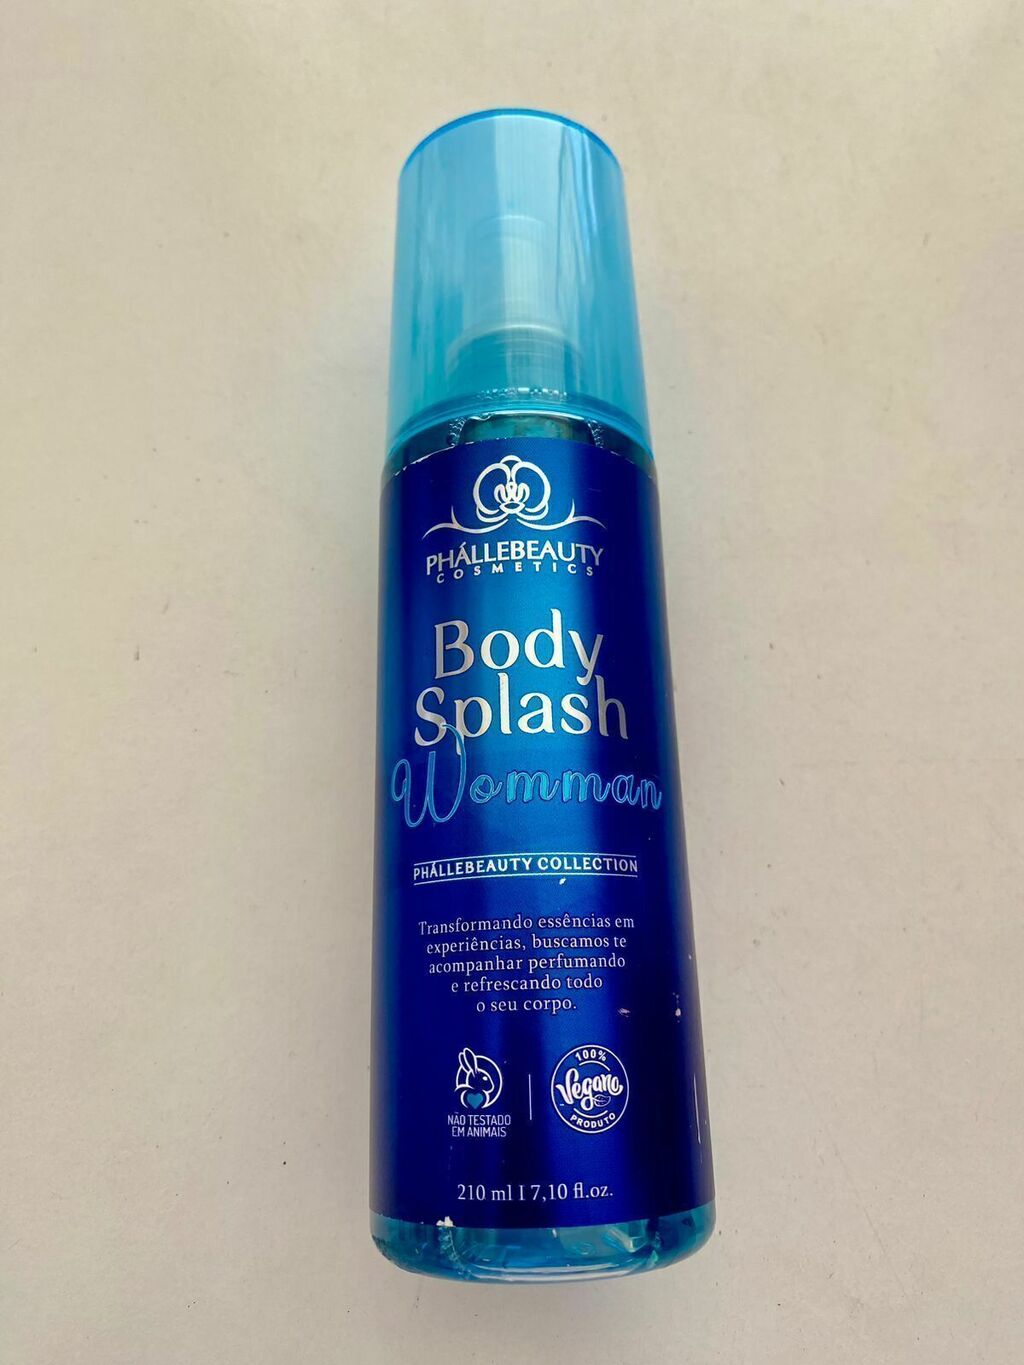 PHÁLLEBEAUTY
COSMETICS
Body
Splash
Womman
PHÁLLEBEAUTY COLLECTION
Transformando essências em
experiências, buscamos te
acompanhar perfumando
e refrescando todo
o seu corpo.
NÃO TESTADO
EM ANIMAIS
100%
Vegano
PRODUTO
210 ml I 7,10 fl.oz.